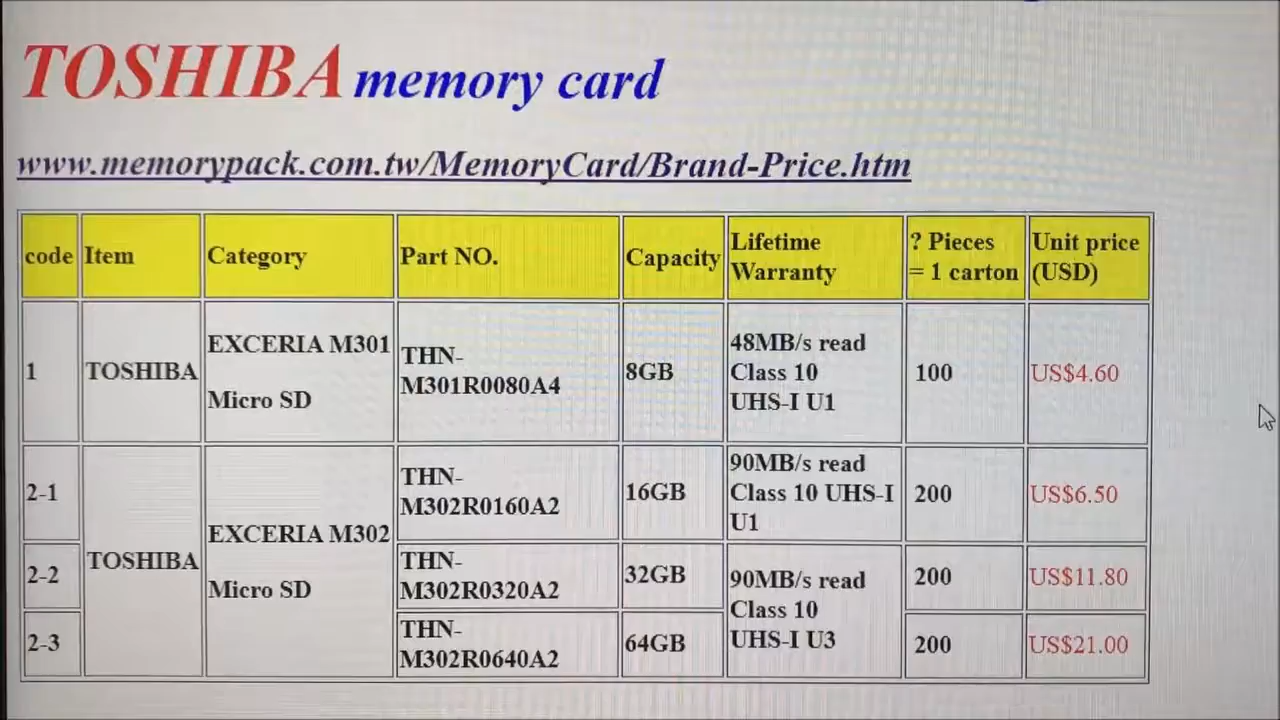 TOSHIBA memory card
www.memorypack.com.tw/MemoryCard/Brand-Price.htm
code Item Category Part NO. Capacity Lifetime Warranty ? Pieces = 1 carton Unit price (USD)
1 TOSHIBA EXCERIA M301 Micro SD THN-M301R0080A4 8GB 48MB/s read Class 10 UHS-I U1 100 US$4.60
2-1 TOSHIBA EXCERIA M302 Micro SD THN-M302R0160A2 16GB 90MB/s read Class 10 UHS-I U1 200 US$6.50
2-2 THN-M302R0320A2 32GB 90MB/s read Class 10 UHS-I U3 200 US$11.80
2-3 THN-M302R0640A2 64GB 200 US$21.00